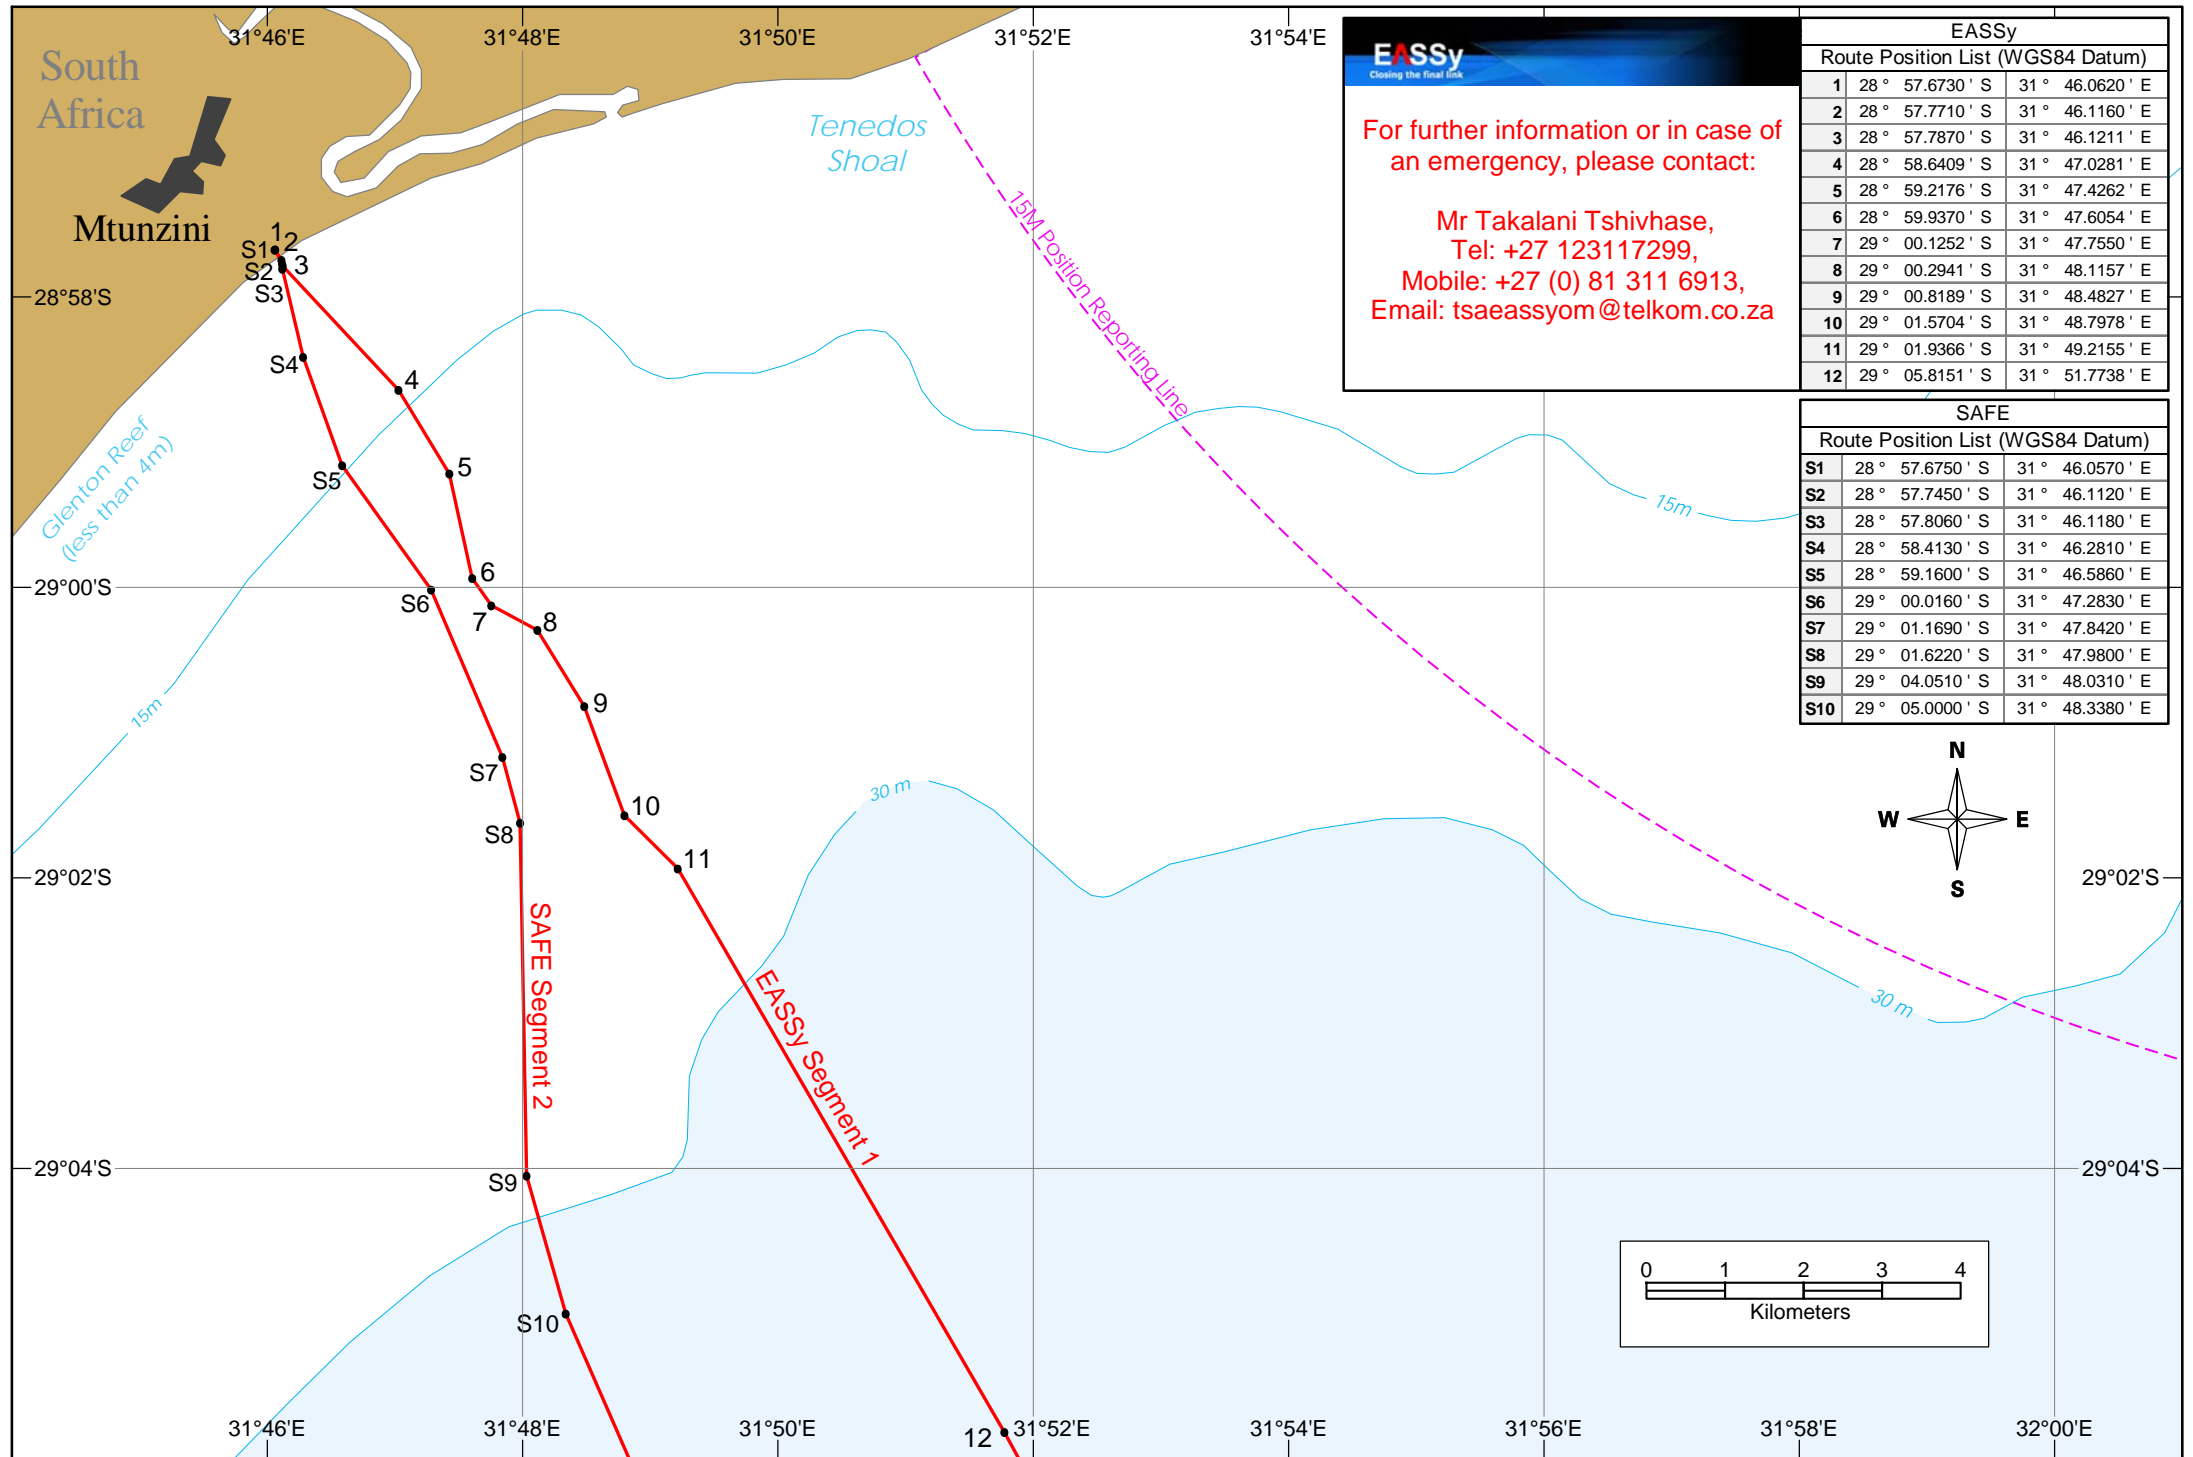 31°46'E 31°48'E 31°50'E 31°52'E 31°54'E
South
Africa
Mtunzini
Tenedos
Shoal
15M Position Reporting Line
Glenton Reef
(less than 4m)
EASSy
Closing the final link
For further information or in case of
an emergency, please contact:
Mr Takalani Tshivhase,
Tel: +27 123117299,
Mobile: +27 (0) 81 311 6913,
Email: tsaeassyom@telkom.co.za
EASSy
Route Position List (WGS84 Datum)
1 28 ° 57.6730 ' S 31 ° 46.0620 ' E
2 28 ° 57.7710 ' S 31 ° 46.1160 ' E
3 28 ° 57.7870 ' S 31 ° 46.1211 ' E
4 28 ° 58.6409 ' S 31 ° 47.0281 ' E
5 28 ° 59.2176 ' S 31 ° 47.4262 ' E
6 28 ° 59.9370 ' S 31 ° 47.6054 ' E
7 29 ° 00.1252 ' S 31 ° 47.7550 ' E
8 29 ° 00.2941 ' S 31 ° 48.1157 ' E
9 29 ° 00.8189 ' S 31 ° 48.4827 ' E
10 29 ° 01.5704 ' S 31 ° 48.7978 ' E
11 29 ° 01.9366 ' S 31 ° 49.2155 ' E
12 29 ° 05.8151 ' S 31 ° 51.7738 ' E
SAFE
Route Position List (WGS84 Datum)
S1 28 ° 57.6750 ' S 31 ° 46.0570 ' E
S2 28 ° 57.7450 ' S 31 ° 46.1120 ' E
S3 28 ° 57.8060 ' S 31 ° 46.1180 ' E
S4 28 ° 58.4130 ' S 31 ° 46.2810 ' E
S5 28 ° 59.1600 ' S 31 ° 46.5860 ' E
S6 29 ° 00.0160 ' S 31 ° 47.2830 ' E
S7 29 ° 01.1690 ' S 31 ° 47.8420 ' E
S8 29 ° 01.6220 ' S 31 ° 47.9800 ' E
S9 29 ° 04.0510 ' S 31 ° 48.0310 ' E
S10 29 ° 05.0000 ' S 31 ° 48.3380 ' E
1
S1 2
S2 3
S3
28°58'S
S4
4
S5
5
15m
6
29°00'S
S6
7
8
15m
9
S7
30 m
10
S8
11
29°02'S
29°02'S
N
W E
S
SAFE Segment 2
EASSy Segment 1
30 m
29°04'S
29°04'S
S9
S10
12
0 1 2 3 4
Kilometers
31°46'E 31°48'E 31°50'E 31°52'E 31°54'E 31°56'E 31°58'E 32°00'E